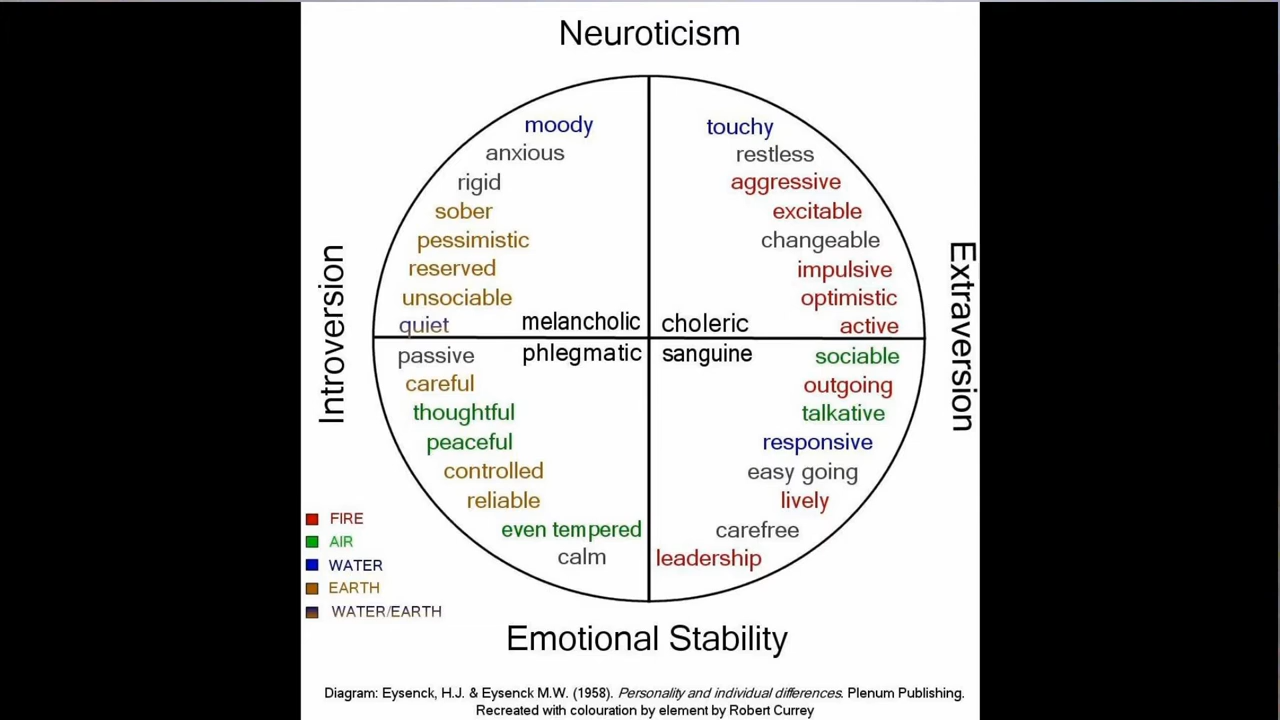 Neuroticism
moody
anxious
rigid
sober
pessimistic
reserved
unsociable
quiet
melancholic
touchy
restless
aggressive
excitable
changeable
impulsive
optimistic
active
choleric
Introversion
Extraversion
phlegmatic
passive
careful
thoughtful
peaceful
controlled
reliable
even tempered
calm
sanguine
sociable
outgoing
talkative
responsive
easy going
lively
carefree
leadership
FIRE
AIR
WATER
EARTH
WATER/EARTH
Emotional Stability
Diagram: Eysenck, H.J. & Eysenck M.W. (1958). Personality and individual differences. Plenum Publishing.
Recreated with colouration by element by Robert Currey